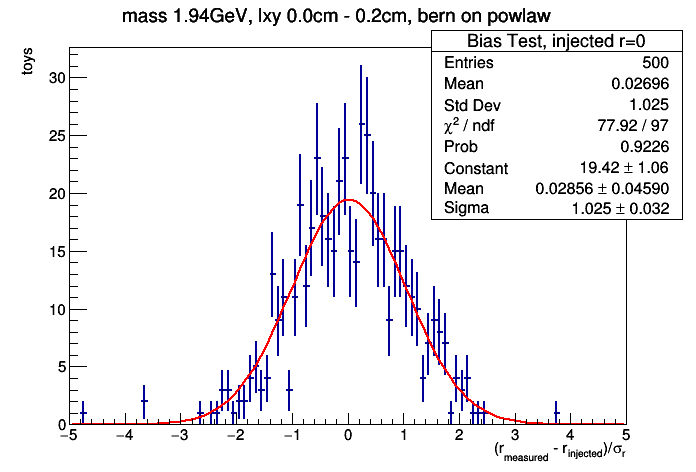 mass 1.94GeV, lxy 0.0cm - 0.2cm, bern on powlaw
toys
Bias Test, injected r=0
Entries 500
Mean 0.02696
Std Dev 1.025
χ² / ndf 77.92 / 97
Prob 0.9226
Constant 19.42 ± 1.06
Mean 0.02856 ± 0.04590
Sigma 1.025 ± 0.032
30
25
20
15
10
5
0
−5 −4 −3 −2 −1 0 1 2 3 4 5
(r_measured - r_injected)/σ_r